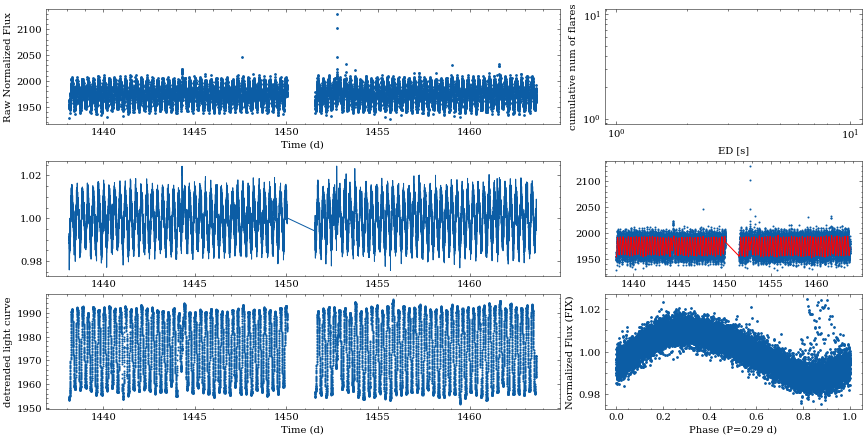 Raw Normalized Flux
2100
2050
2000
1950
1440 1445 1450 1455 1460
Time (d)
cumulative num of flares
10¹
10⁰
10⁰ 10¹
ED [s]
1.02
1.00
0.98
1440 1445 1450 1455 1460
2100
2050
2000
1950
1440 1445 1450 1455 1460
detrended light curve
1990
1980
1970
1960
1950
1440 1445 1450 1455 1460
Time (d)
Normalized Flux (FIX)
1.02
1.00
0.98
0.0 0.2 0.4 0.6 0.8 1.0
Phase (P=0.29 d)